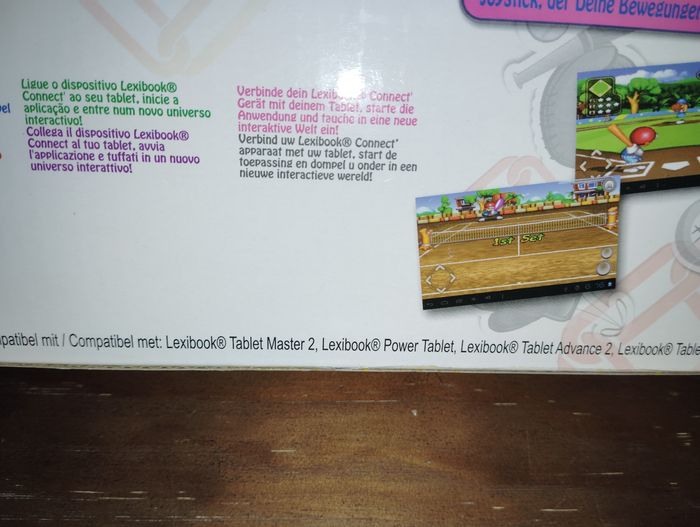 Joystick, der Deine Bewegungen
Ligue o dispositivo Lexibook®
Connect' ao seu tablet, inicie a
aplicação e entre num novo universo
interactivo!
Collega il dispositivo Lexibook®
Connect al tuo tablet, avvia
l'applicazione e tuffati in un nuovo
universo interattivo!
Verbinde dein Lexibook® Connect'
Gerät mit deinem Tablet, starte die
Anwendung und tauche in eine neue
interaktive Welt ein!
Verbind uw Lexibook® Connect'
apparaat met uw tablet, start de
toepassing en dompel u onder in een
nieuwe interactieve wereld!
1st Set
mpatibel mit / Compatibel met: Lexibook® Tablet Master 2, Lexibook® Power Tablet, Lexibook® Tablet Advance 2, Lexibook® Table